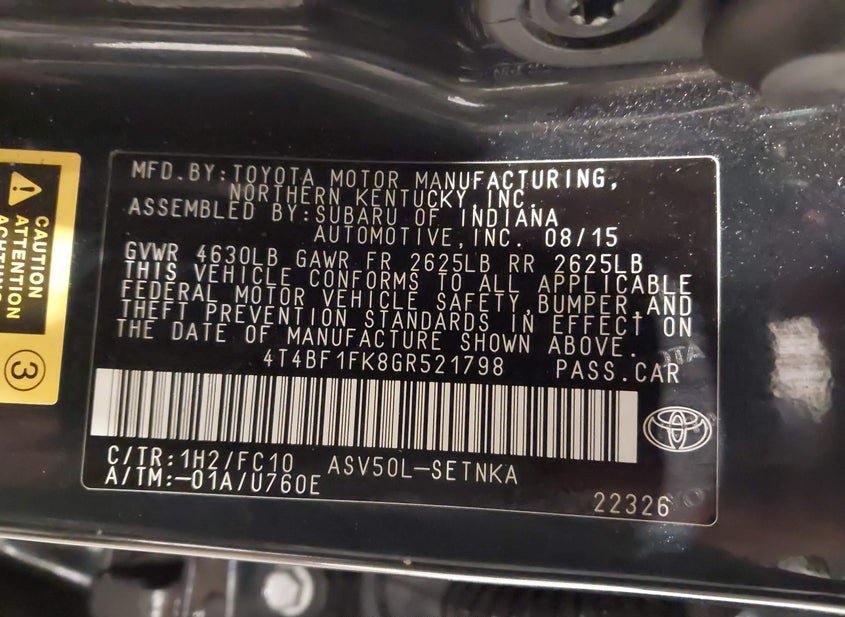 MFD.BY:TOYOTA MOTOR MANUFACTURING,
NORTHERN KENTUCKY,INC.
ASSEMBLED BY:SUBARU OF INDIANA
AUTOMOTIVE,INC. 08/15
GVWR 4630LB GAWR FR 2625LB RR 2625LB
THIS VEHICLE CONFORMS TO ALL APPLICABLE
FEDERAL MOTOR VEHICLE SAFETY,BUMPER,AND
THEFT PREVENTION STANDARDS IN EFFECT ON
THE DATE OF MANUFACTURE SHOWN ABOVE.
4T4BF1FK8GR521798 PASS.CAR
C/TR:1H2/FC10 ASV50L-SETNKA
A/TM:-01A/U760E
22326
CAUTION
ATTENTION
ACHTUNG
3